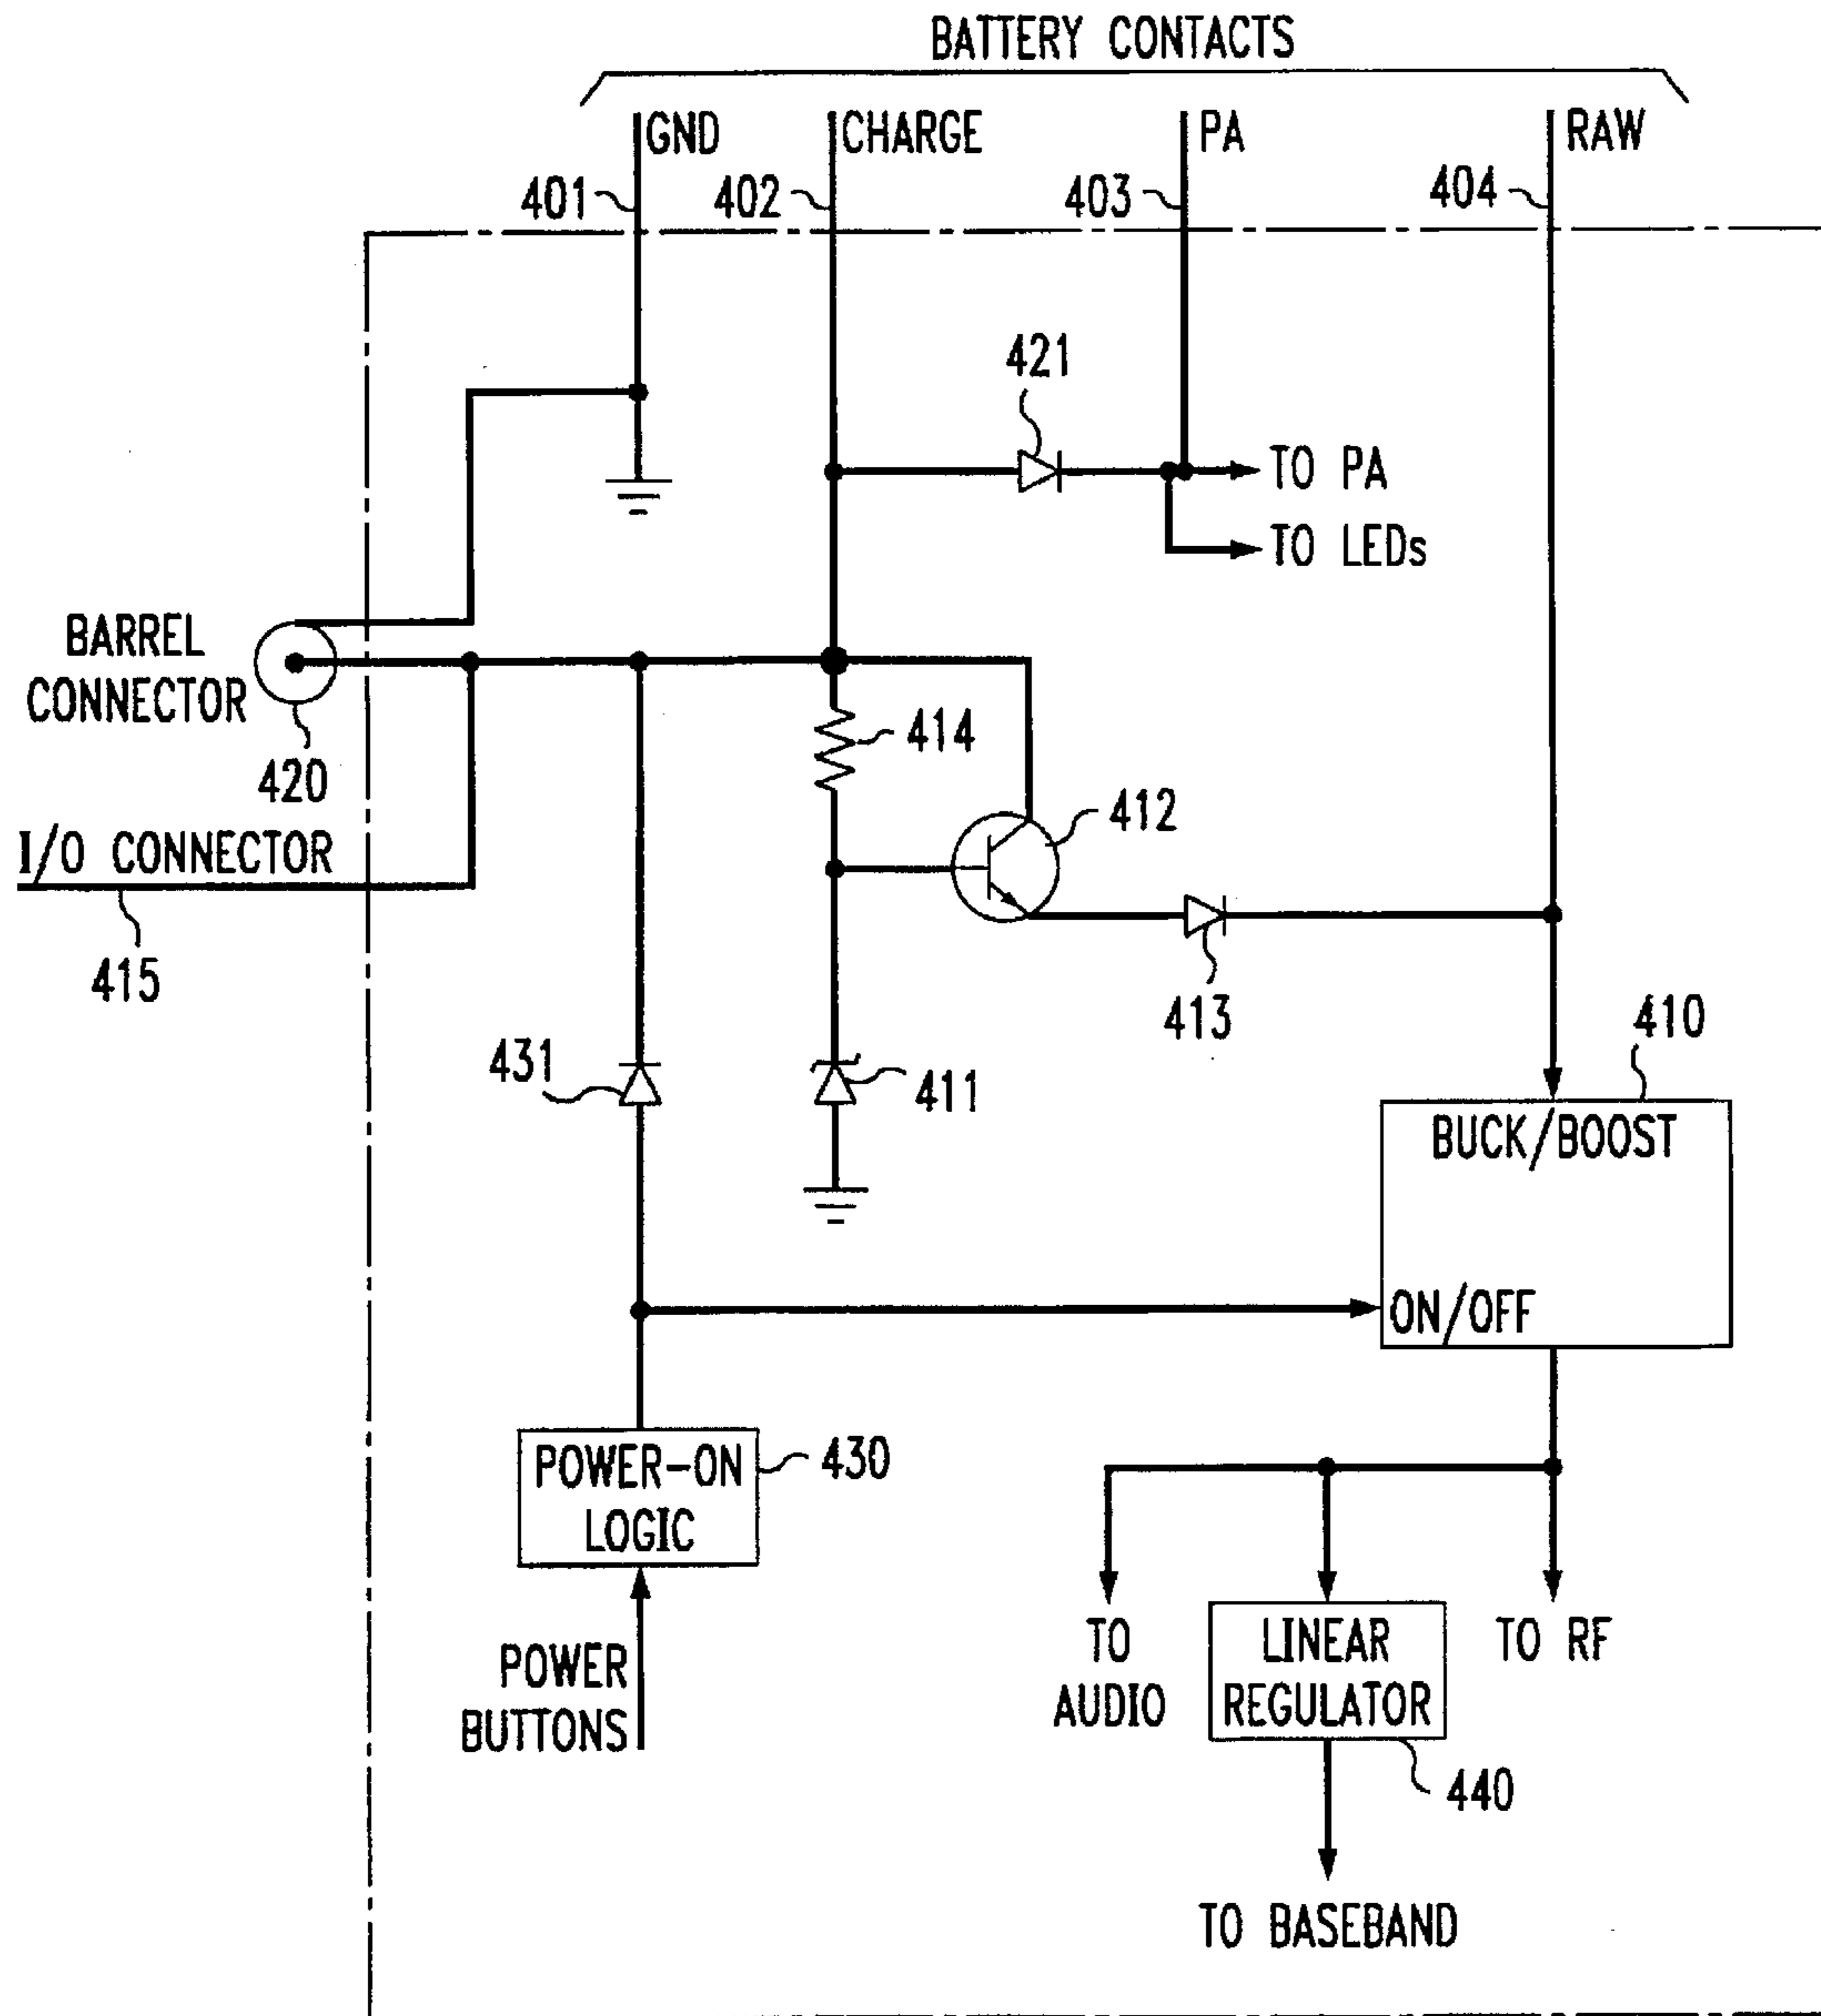 BATTERY CONTACTS
GND
CHARGE
PA
RAW
401
402
403
404
421
TO PA
TO LEDs
BARREL
CONNECTOR
420
414
412
I/O CONNECTOR
415
413
410
431
411
BUCK/BOOST
ON/OFF
POWER-ON
LOGIC
430
POWER
BUTTONS
TO
AUDIO
LINEAR
REGULATOR
TO RF
440
TO BASEBAND